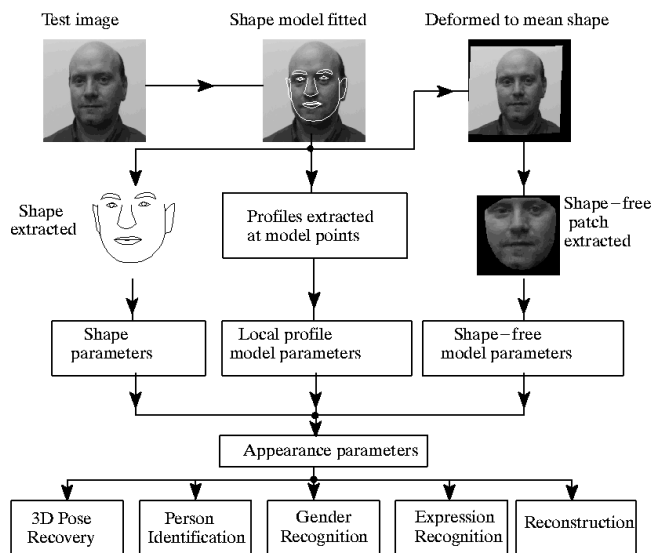 Test image
Shape model fitted
Deformed to mean shape
Shape
extracted
Profiles extracted
at model points
Shape-free
patch
extracted
Shape
parameters
Local profile
model parameters
Shape-free
model parameters
Appearance parameters
3D Pose
Recovery
Person
Identification
Gender
Recognition
Expression
Recognition
Reconstruction